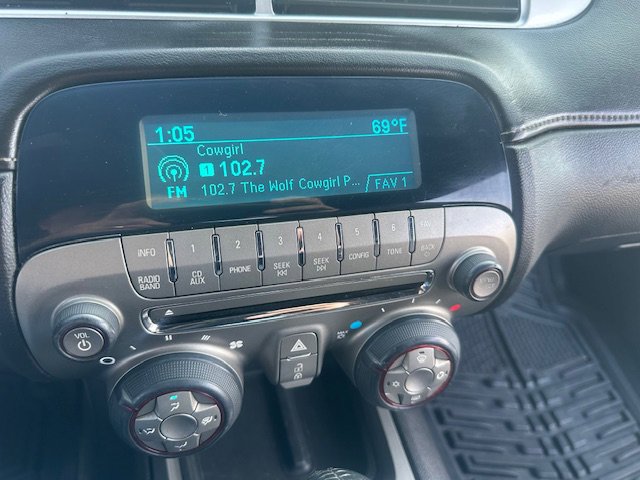 1:05 69°F
Cowgirl
1 102.7
FM 102.7 The Wolf Cowgirl P... FAV 1
INFO 1 2 3 4 5 6 FAV
RADIO BAND CD AUX PHONE SEEK SEEK CONFIG TONE BACK
VOL